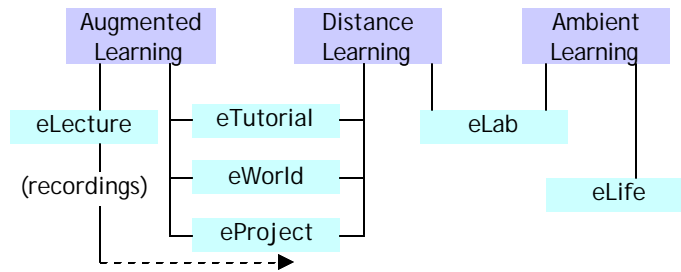 Augmented
Learning
Distance
Learning
Ambient
Learning
eLecture
eTutorial
eLab
(recordings)
eWorld
eLife
eProject